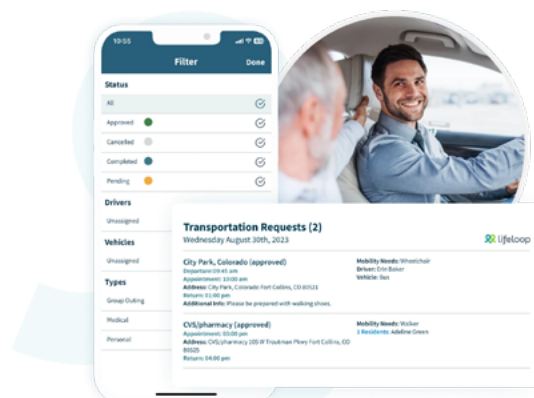 10:55
Filter
Done
Status
All
Approved
Cancelled
Completed
Pending
Drivers
Unassigned
Vehicles
Unassigned
Types
Group Outing
Medical
Personal
Transportation Requests (2)
Wednesday August 30th, 2023
lifeloop
City Park, Colorado (approved)
Departure: 09:45 am
Appointment: 10:00 am
Address: City Park, Colorado Fort Collins, CO 80521
Return: 01:00 pm
Additional Info: Please be prepared with walking shoes.
Mobility Needs: Wheelchair
Driver: Erin Baker
Vehicle: Bus
CVS/pharmacy (approved)
Appointment: 03:00 pm
Address: CVS/pharmacy 105 W Troutman Pkwy Fort Collins, CO
80525
Return: 04:00 pm
Mobility Needs: Walker
1 Residents: Adeline Green